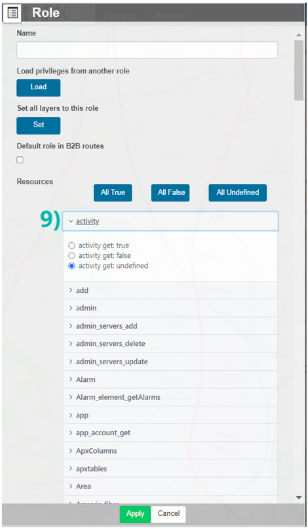 Role
Name
Load privileges from another role
Load
Set all layers to this role
Set
Default role in B2B routes
Resources
All True All False All Undefined
9)
activity
activity get: true
activity get: false
activity get: undefined
add
admin
admin_servers_add
admin_servers_delete
admin_servers_update
Alarm
Alarm_element_getAlarms
app
app_account_get
ApxColumns
apxtables
Area
Apply Cancel